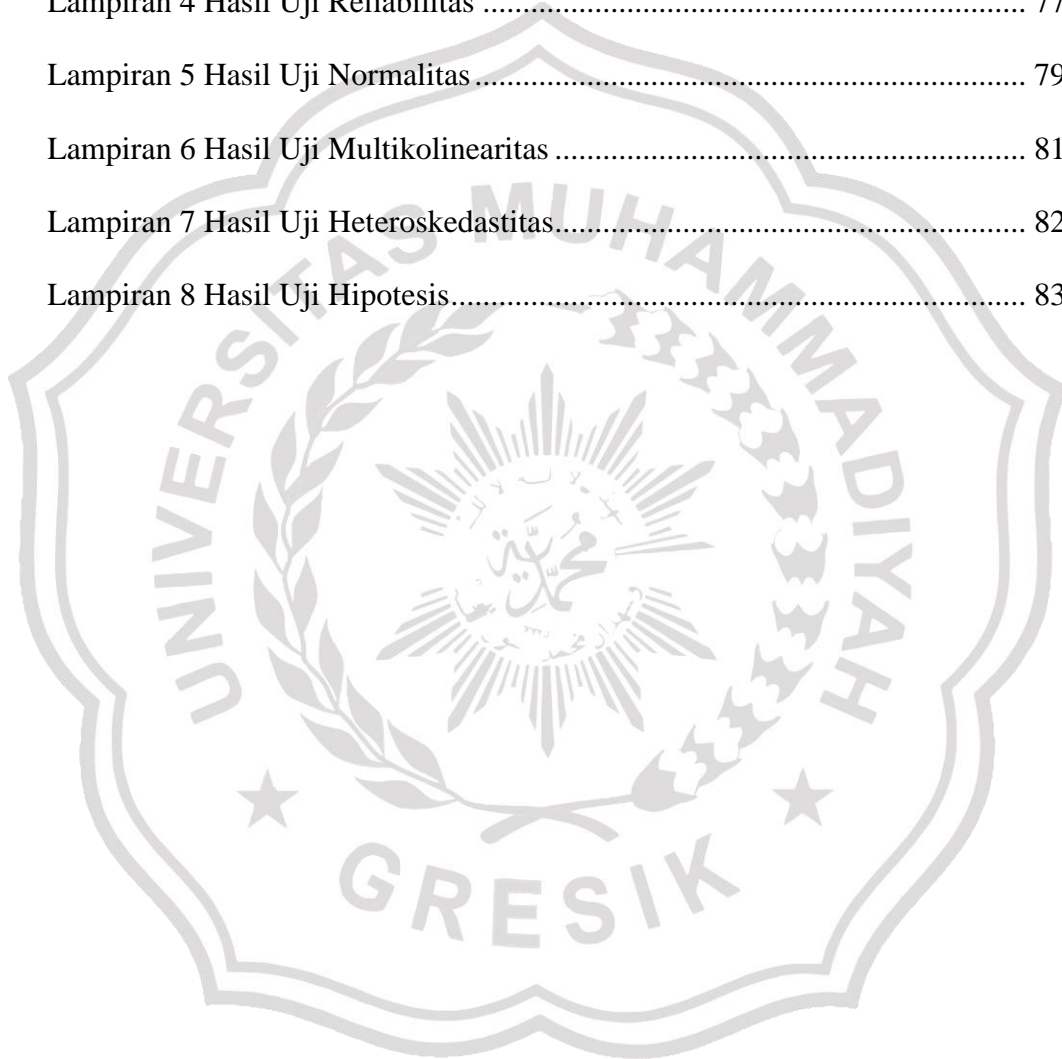 Lampiran 4 Hasil Uji Reliabilitas .................................................................... 77
Lampiran 5 Hasil Uji Normalitas ..................................................................... 79
Lampiran 6 Hasil Uji Multikolinearitas ........................................................... 81
Lampiran 7 Hasil Uji Heteroskedastitas........................................................... 82
Lampiran 8 Hasil Uji Hipotesis........................................................................ 83
UNIVERSITAS MUHAMMADIYAH
محمد
GRESIK